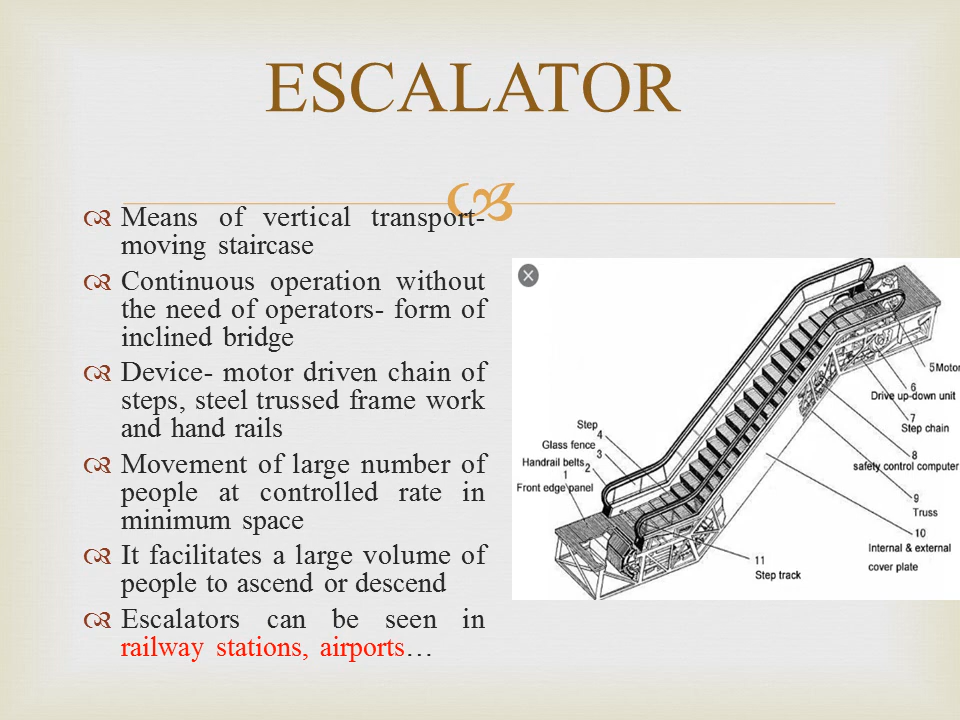 ESCALATOR
Means of vertical transport-
moving staircase
Continuous operation without
the need of operators- form of
inclined bridge
Device- motor driven chain of
steps, steel trussed frame work
and hand rails
Movement of large number of
people at controlled rate in
minimum space
It facilitates a large volume of
people to ascend or descend
Escalators can be seen in
railway stations, airports…
Step
4
Glass fence
3
Handrail belts
2
1
Front edge panel
5 Motor
6
Drive up-down unit
7
Step chain
8
safety control computer
9
Truss
10
Internal & external
cover plate
11
Step track